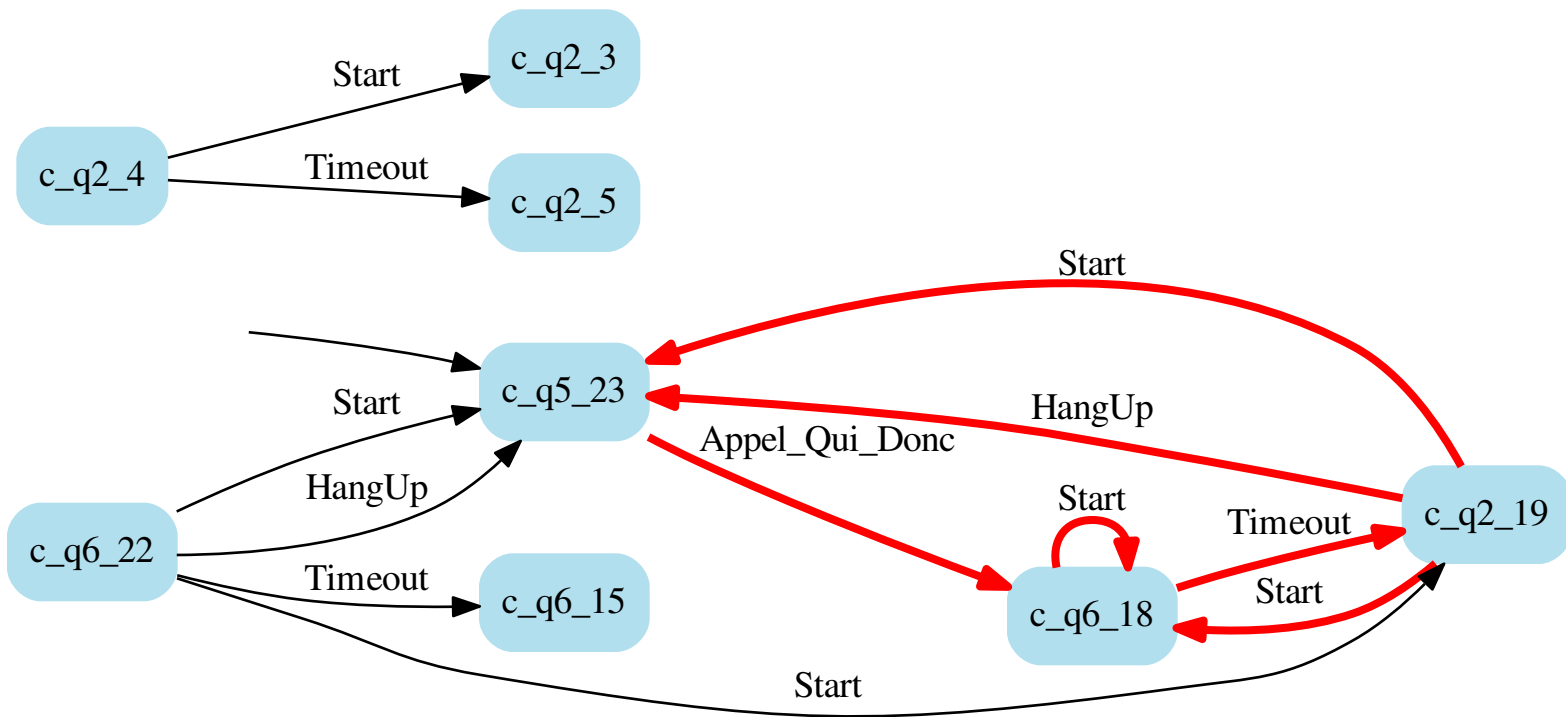 c_q2_3
Start
c_q2_4
Timeout
c_q2_5
Start
c_q5_23
Start
HangUp
Appel_Qui_Donc
HangUp
Start
Timeout
c_q2_19
c_q6_22
Timeout
c_q6_15
c_q6_18
Start
Start